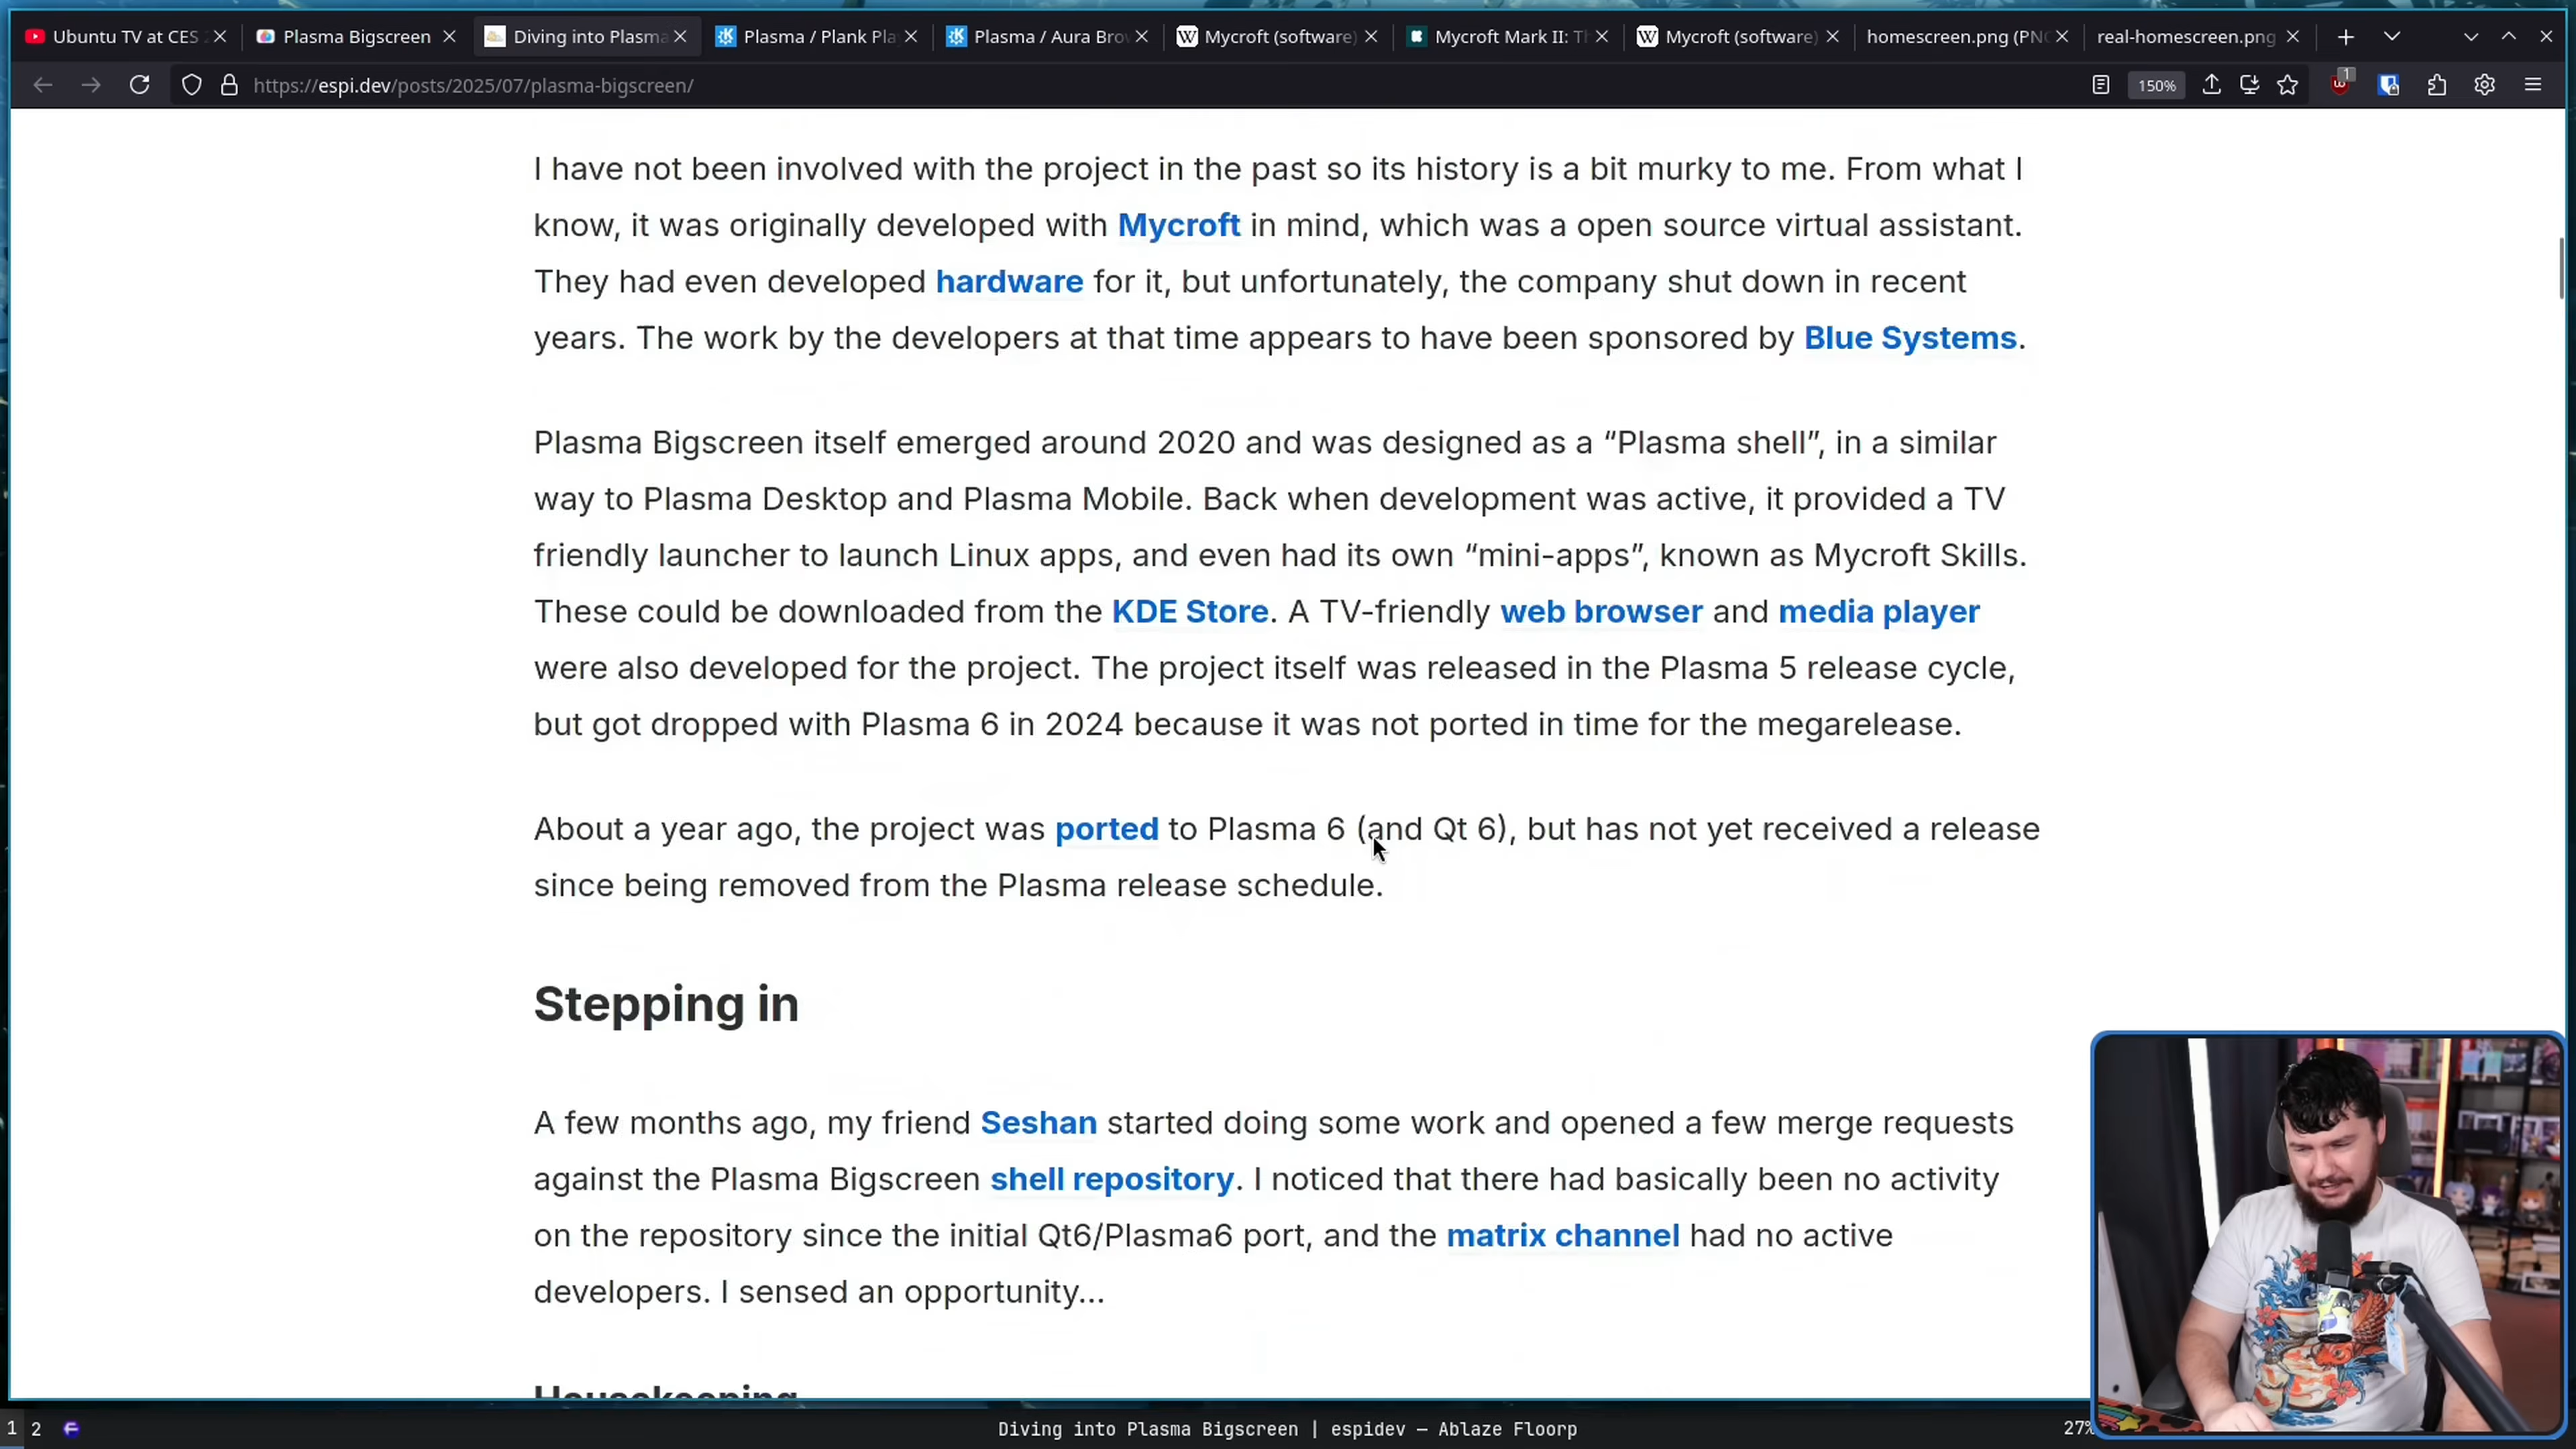 Ubuntu TV at CES 2
Plasma Bigscreen
Diving into Plasma
Plasma / Plank Pla
Plasma / Aura Bro
Mycroft (software)
Mycroft Mark II: Th
Mycroft (software)
homescreen.png (PNG
real-homescreen.png
https://espi.dev/posts/2025/07/plasma-bigscreen/
150%
1
I have not been involved with the project in the past so its history is a bit murky to me. From what I
know, it was originally developed with Mycroft in mind, which was a open source virtual assistant.
They had even developed hardware for it, but unfortunately, the company shut down in recent
years. The work by the developers at that time appears to have been sponsored by Blue Systems.
Plasma Bigscreen itself emerged around 2020 and was designed as a “Plasma shell”, in a similar
way to Plasma Desktop and Plasma Mobile. Back when development was active, it provided a TV
friendly launcher to launch Linux apps, and even had its own “mini-apps”, known as Mycroft Skills.
These could be downloaded from the KDE Store. A TV-friendly web browser and media player
were also developed for the project. The project itself was released in the Plasma 5 release cycle,
but got dropped with Plasma 6 in 2024 because it was not ported in time for the megarelease.
About a year ago, the project was ported to Plasma 6 (and Qt 6), but has not yet received a release
since being removed from the Plasma release schedule.
Stepping in
A few months ago, my friend Seshan started doing some work and opened a few merge requests
against the Plasma Bigscreen shell repository. I noticed that there had basically been no activity
on the repository since the initial Qt6/Plasma6 port, and the matrix channel had no active
developers. I sensed an opportunity...
Housekeeping
1 2
Diving into Plasma Bigscreen | espidev — Ablaze Floorp
27%